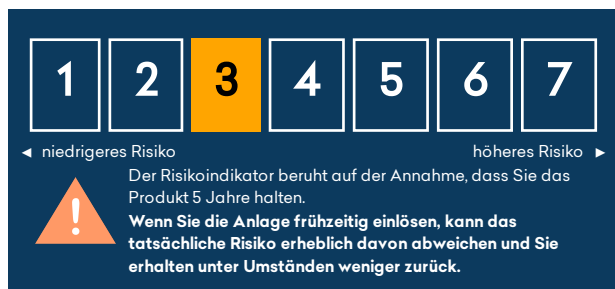 1 2 3 4 5 6 7
◄ niedrigeres Risiko höheres Risiko ►
Der Risikoindikator beruht auf der Annahme, dass Sie das
Produkt 5 Jahre halten.
Wenn Sie die Anlage frühzeitig einlösen, kann das
tatsächliche Risiko erheblich davon abweichen und Sie
erhalten unter Umständen weniger zurück.